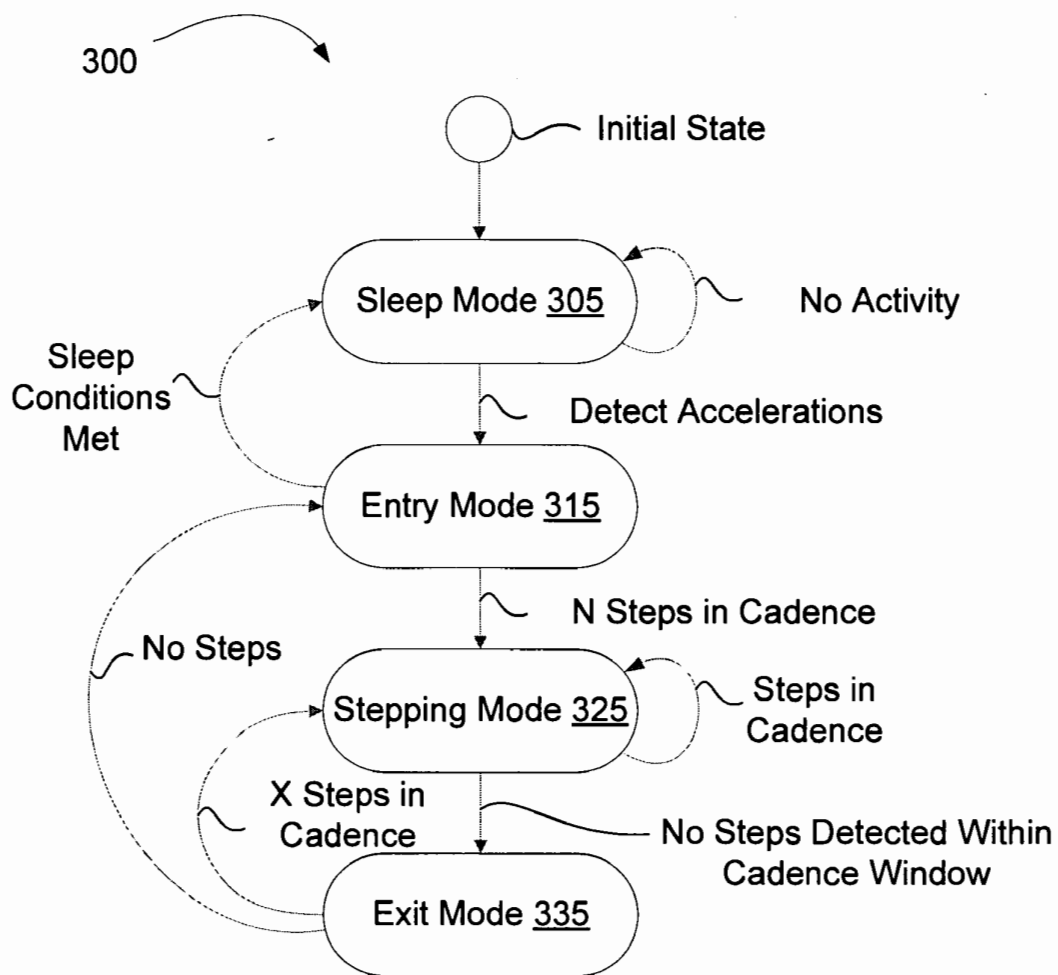 300
Initial State
Sleep Mode 305
No Activity
Sleep
Conditions
Met
Detect Accelerations
Entry Mode 315
N Steps in Cadence
No Steps
Stepping Mode 325
Steps in
Cadence
X Steps in
Cadence
No Steps Detected Within
Cadence Window
Exit Mode 335